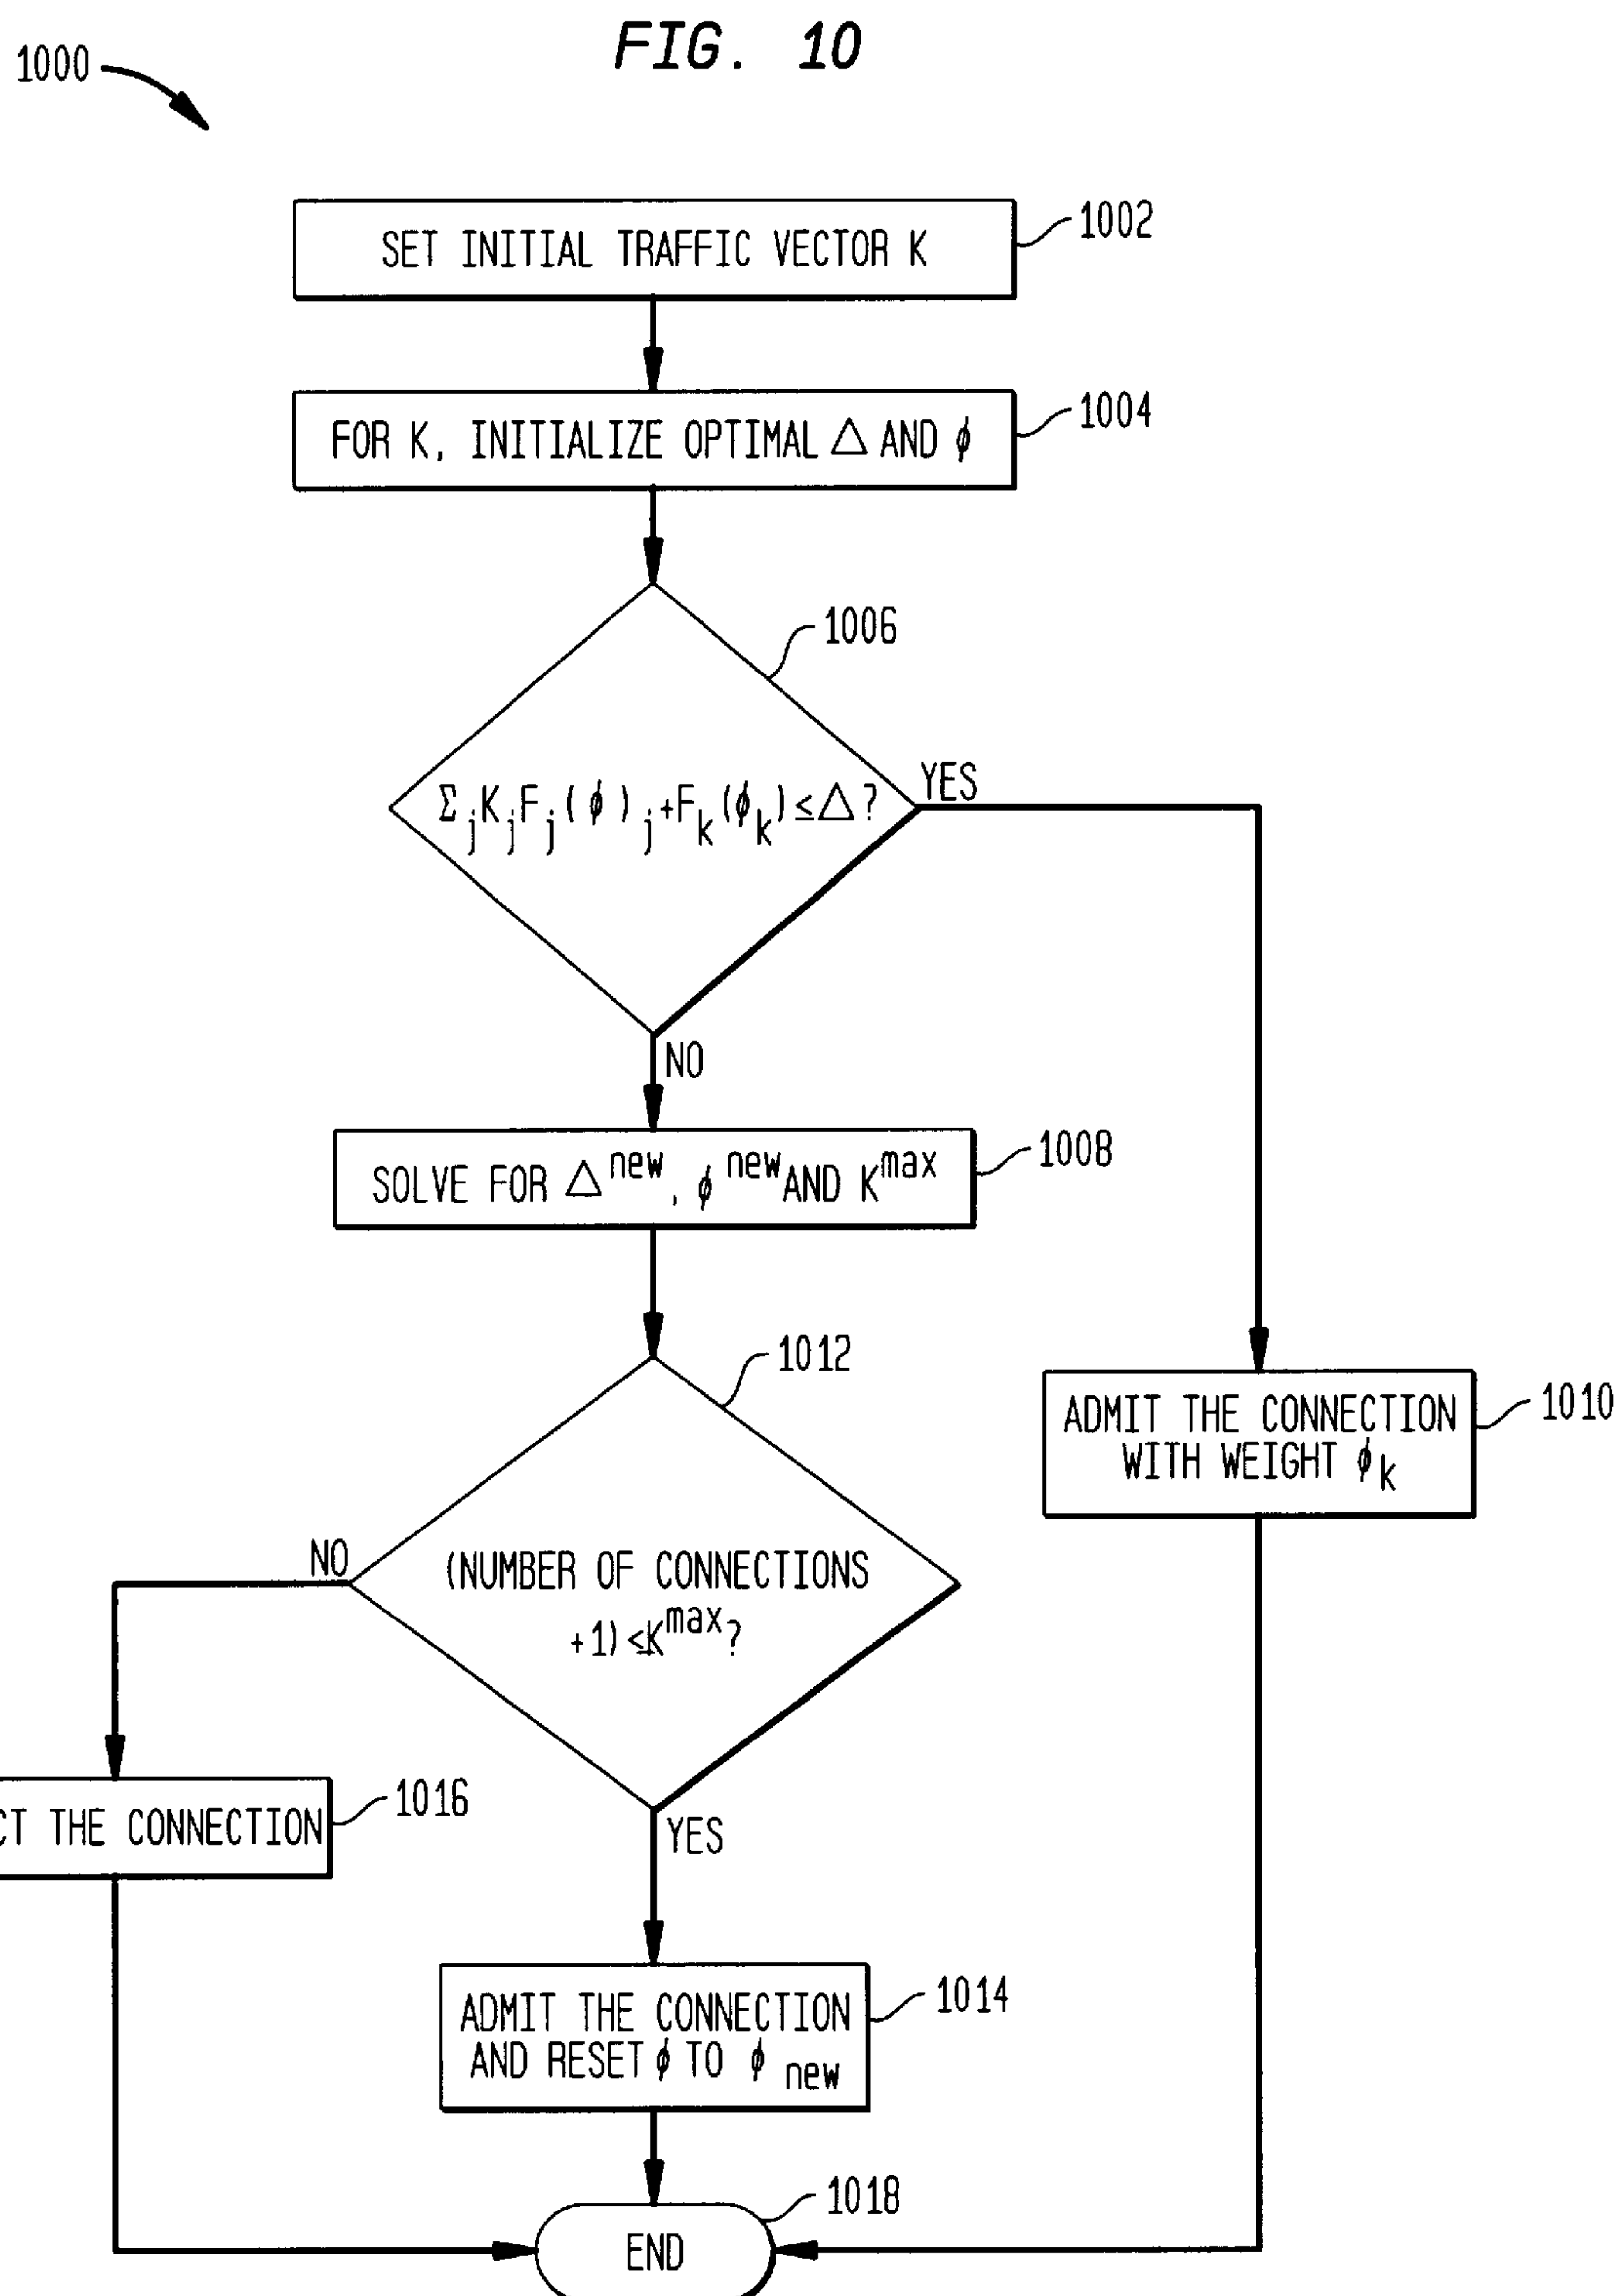 FIG. 10
1000
SET INITIAL TRAFFIC VECTOR K
1002
FOR K, INITIALIZE OPTIMAL △ AND ϕ
1004
1006
Σ_j K_j F_j (ϕ)_j + F_k (ϕ_k) ≤ △ ?
YES
NO
SOLVE FOR △^new, ϕ^new AND K^max
1008
1012
ADMIT THE CONNECTION
WITH WEIGHT ϕ_k
1010
NO
(NUMBER OF CONNECTIONS
+1) ≤ K^max ?
YES
CT THE CONNECTION
1016
ADMIT THE CONNECTION
AND RESET ϕ TO ϕ_new
1014
1018
END